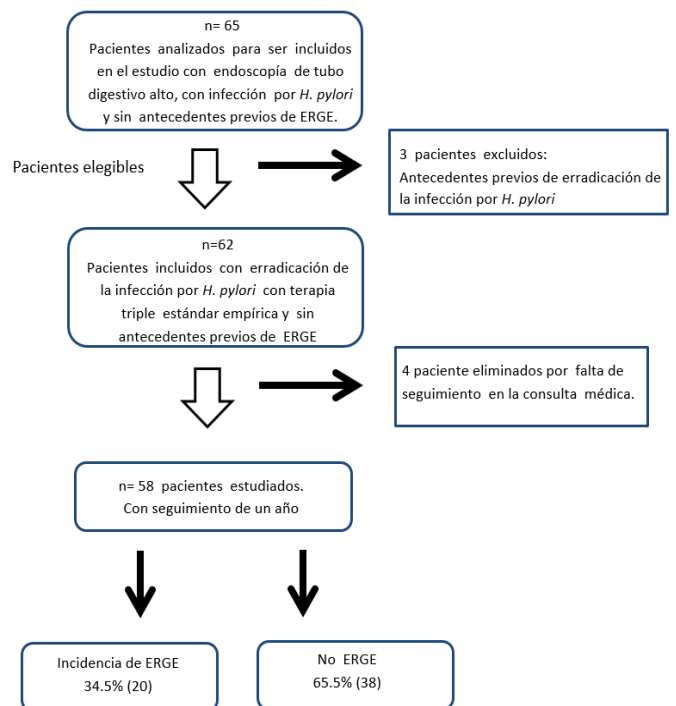 n= 65
Pacientes analizados para ser incluidos
en el estudio con endoscopía de tubo
digestivo alto, con infección por H. pylori
y sin antecedentes previos de ERGE.
Pacientes elegibles
3 pacientes excluidos:
Antecedentes previos de erradicación de
la infección por H. pylori
n=62
Pacientes incluidos con erradicación de
la infección por H. pylori con terapia
triple estándar empírica y sin
antecedentes previos de ERGE
4 paciente eliminados por falta de
seguimiento en la consulta médica.
n= 58 pacientes estudiados.
Con seguimiento de un año
Incidencia de ERGE
34.5% (20)
No ERGE
65.5% (38)